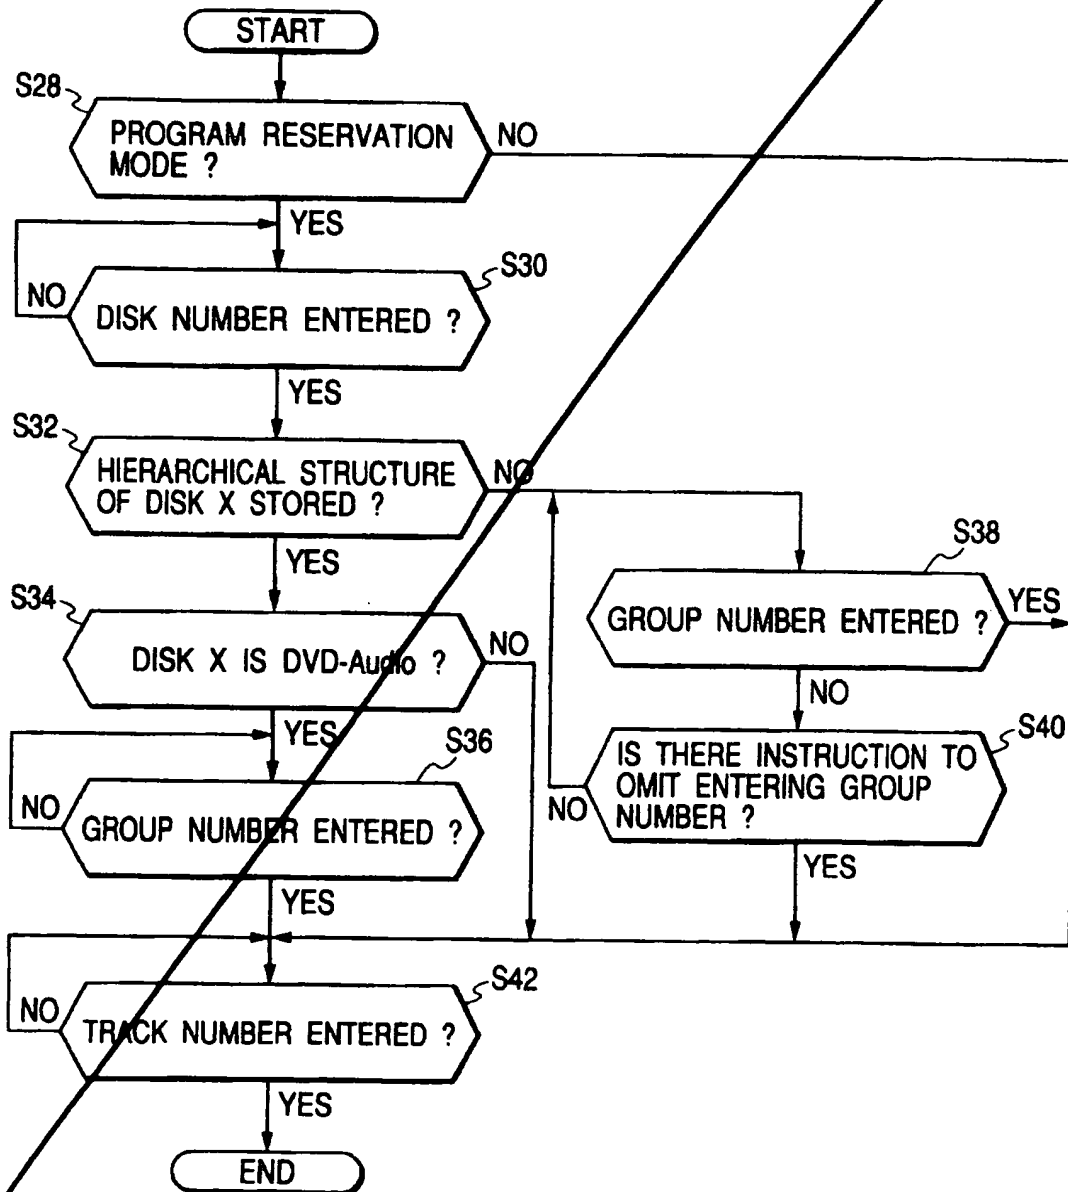 START
S28
PROGRAM RESERVATION
MODE ?
NO
YES
S30
NO
DISK NUMBER ENTERED ?
YES
S32
HIERARCHICAL STRUCTURE
OF DISK X STORED ?
NO
YES
S38
GROUP NUMBER ENTERED ?
YES
NO
S34
DISK X IS DVD-Audio ?
NO
YES
S36
NO
GROUP NUMBER ENTERED ?
YES
S40
IS THERE INSTRUCTION TO
OMIT ENTERING GROUP
NUMBER ?
NO
YES
S42
NO
TRACK NUMBER ENTERED ?
YES
END